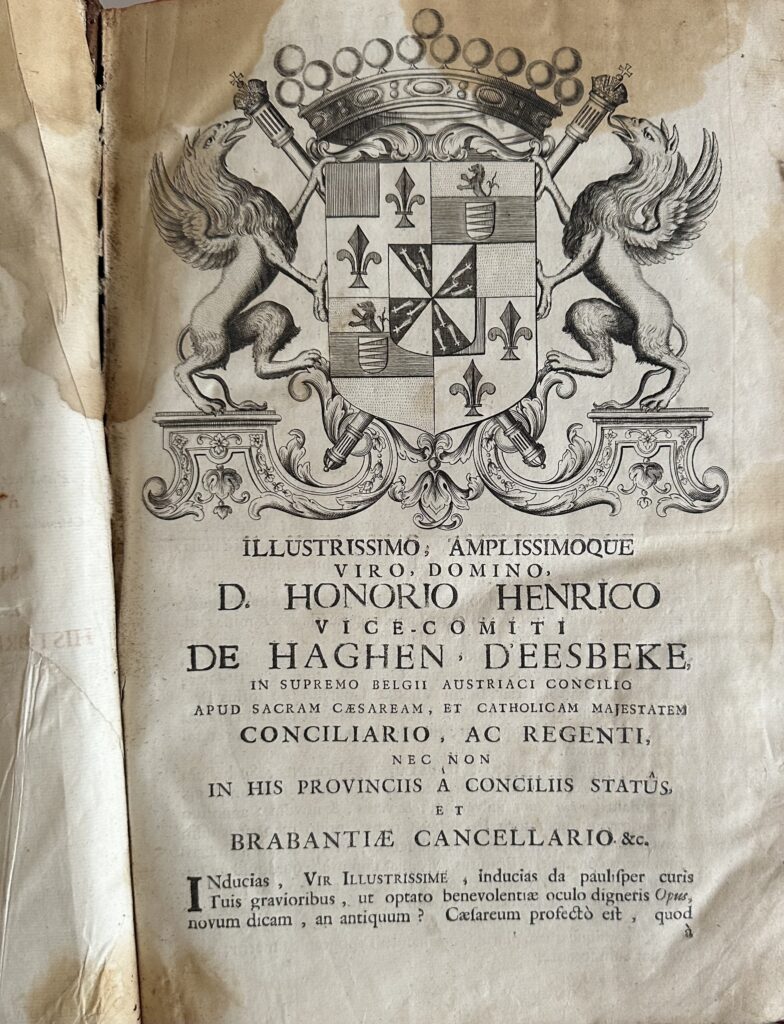 ILLUSTRISSIMO, AMPLISSIMOQUE
VIRO, DOMINO,
D. HONORIO HENRICO
VICE-COMITI
DE HAGHEN, D'EESBEKE,
IN SUPREMO BELGII AUSTRIACI CONCILIO
APUD SACRAM CÆSAREAM, ET CATHOLICAM MAJESTATEM
CONCILIARIO, AC REGENTI,
NEC NON
IN HIS PROVINCIIS À CONCILIIS STATÛS,
ET
BRABANTIÆ CANCELLARIO. &c.
INducias, VIR ILLUSTRISSIME, inducias da paulisper curis
Tuis gravioribus, ut optato benevolentiæ oculo digneris Opus,
novum dicam, an antiquum? Cæsareum profectò est, quod
à